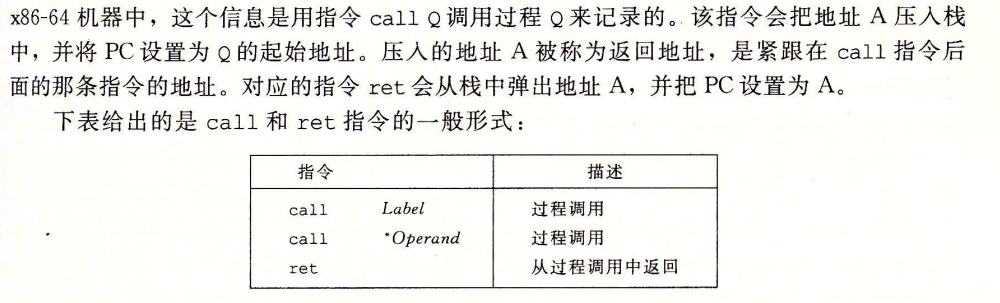 x86-64 机器中，这个信息是用指令 call Q调用过程 Q来记录的。该指令会把地址 A 压入栈
中，并将 PC 设置为 Q的起始地址。压入的地址 A 被称为返回地址，是紧跟在 call 指令后
面的那条指令的地址。对应的指令 ret 会从栈中弹出地址 A，并把 PC 设置为 A。
下表给出的是 call 和 ret 指令的一般形式：
指令 描述
call Label 过程调用
call *Operand 过程调用
ret 从过程调用中返回